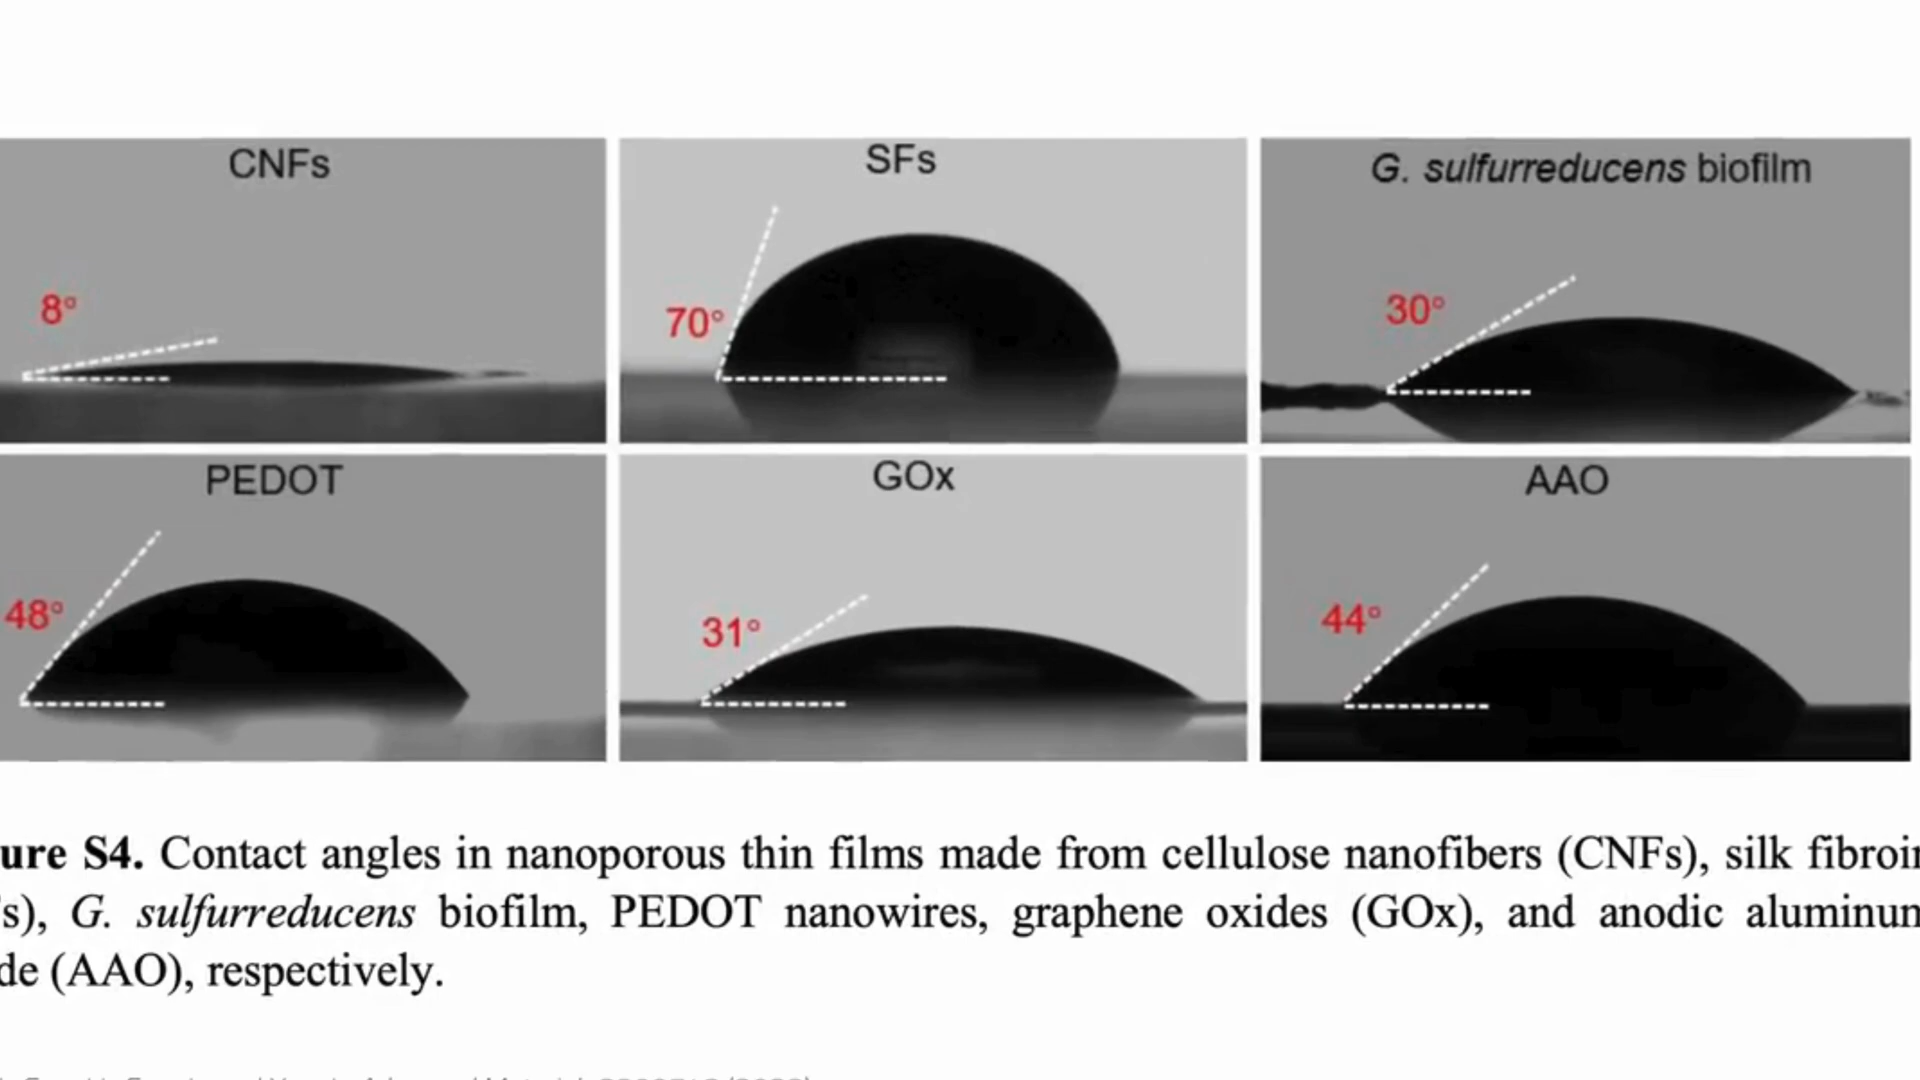 CNFs
SFs
G. sulfurreducens biofilm
8°
70°
30°
PEDOT
GOx
AAO
48°
31°
44°
ure S4. Contact angles in nanoporous thin films made from cellulose nanofibers (CNFs), silk fibroin
s), G. sulfurreducens biofilm, PEDOT nanowires, graphene oxides (GOx), and anodic aluminum
de (AAO), respectively.